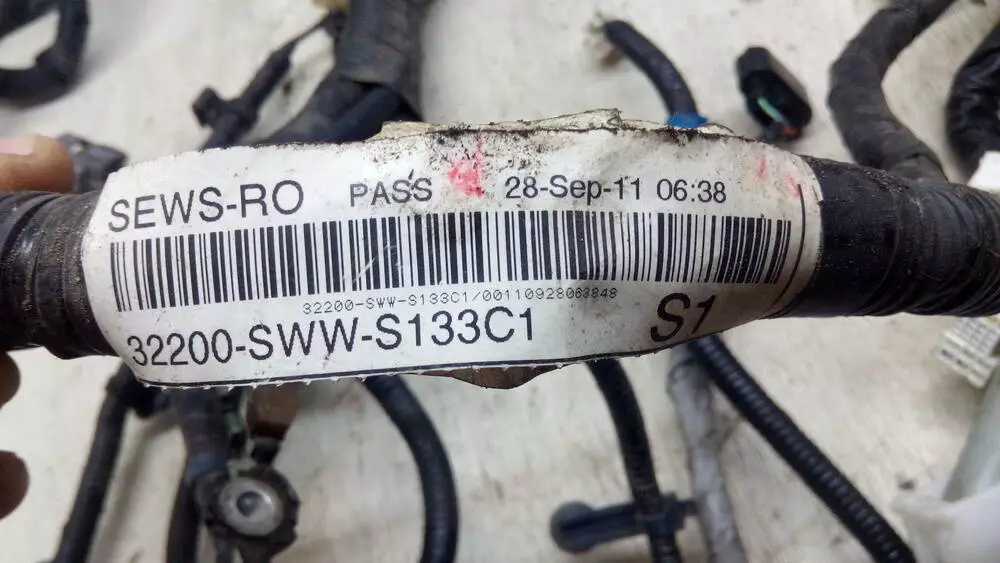 SEWS-RO PASS 28-Sep-11 06:38
32200-SWW-S133C1/00110928063848
32200-SWW-S133C1 S1